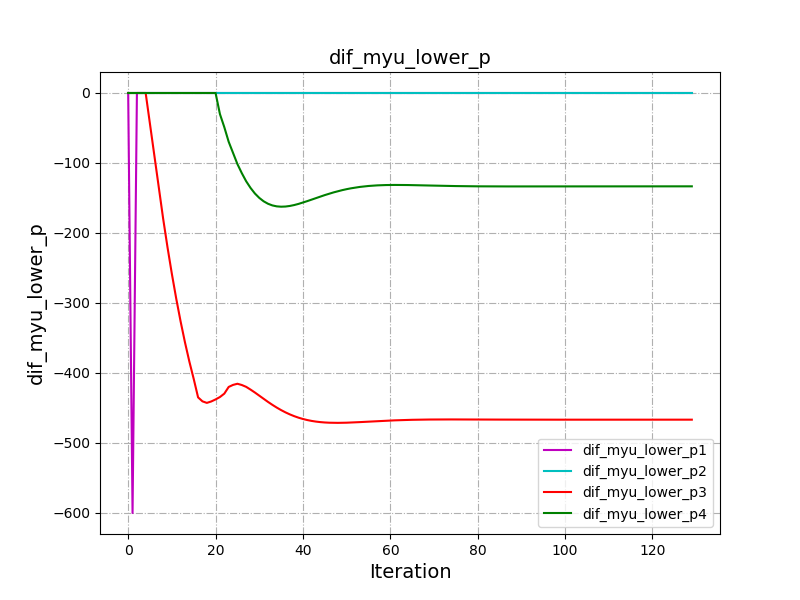 dif_myu_lower_p
dif_myu_lower_p
0
−100
−200
−300
−400
−500
−600
dif_myu_lower_p1
dif_myu_lower_p2
dif_myu_lower_p3
dif_myu_lower_p4
0 20 40 60 80 100 120
Iteration